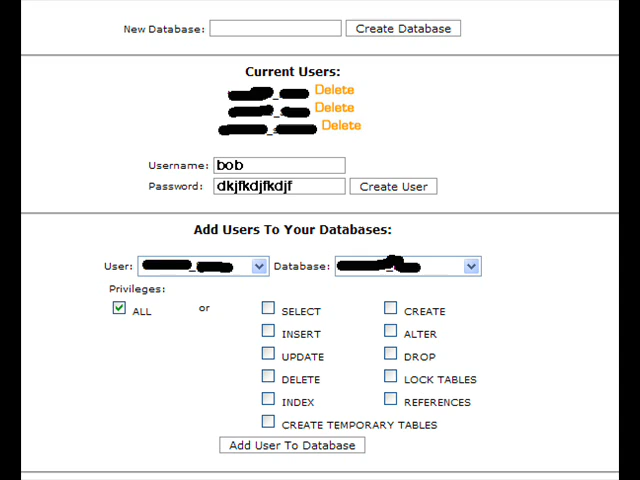 New Database: Create Database
Current Users:
Delete
Delete
Delete
Username: bob
Password: dkjfkdjfkdjf Create User
Add Users To Your Databases:
User: Database:
Privileges:
ALL or SELECT CREATE
INSERT ALTER
UPDATE DROP
DELETE LOCK TABLES
INDEX REFERENCES
CREATE TEMPORARY TABLES
Add User To Database